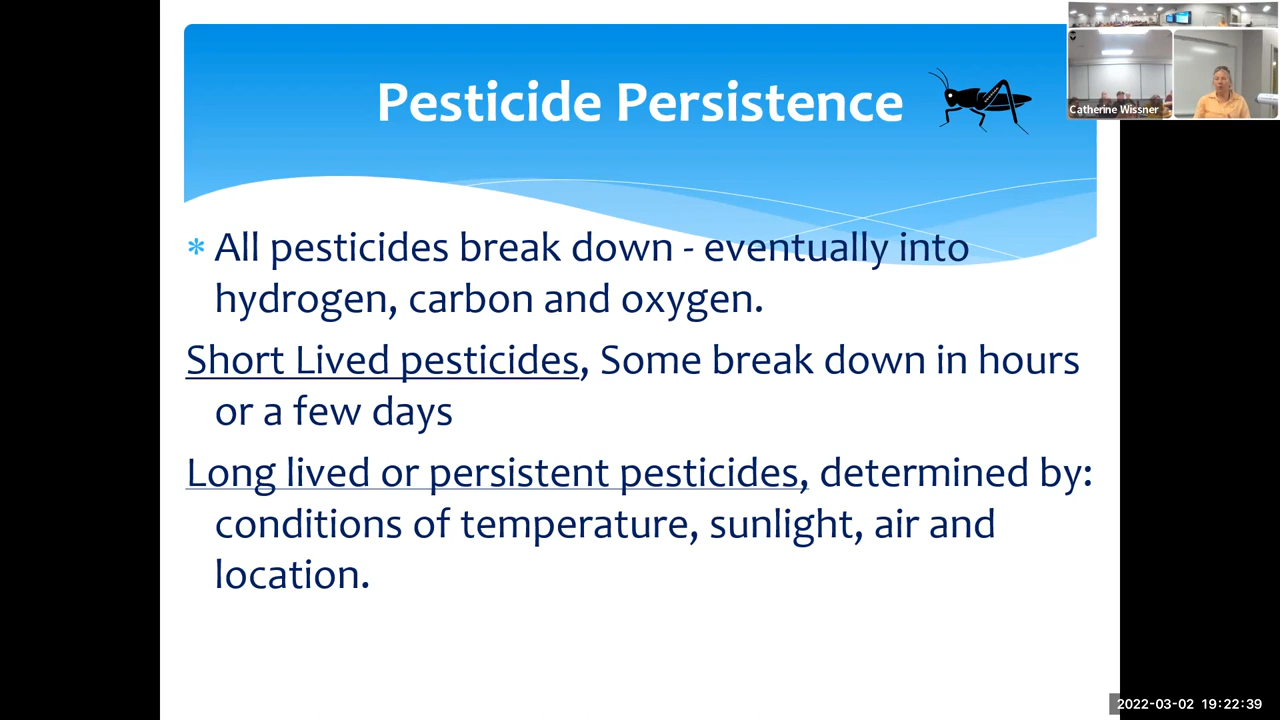 Pesticide Persistence
Catherine Wissner
* All pesticides break down - eventually into
hydrogen, carbon and oxygen.
Short Lived pesticides, Some break down in hours
or a few days
Long lived or persistent pesticides, determined by:
conditions of temperature, sunlight, air and
location.
2022-03-02 19:22:39